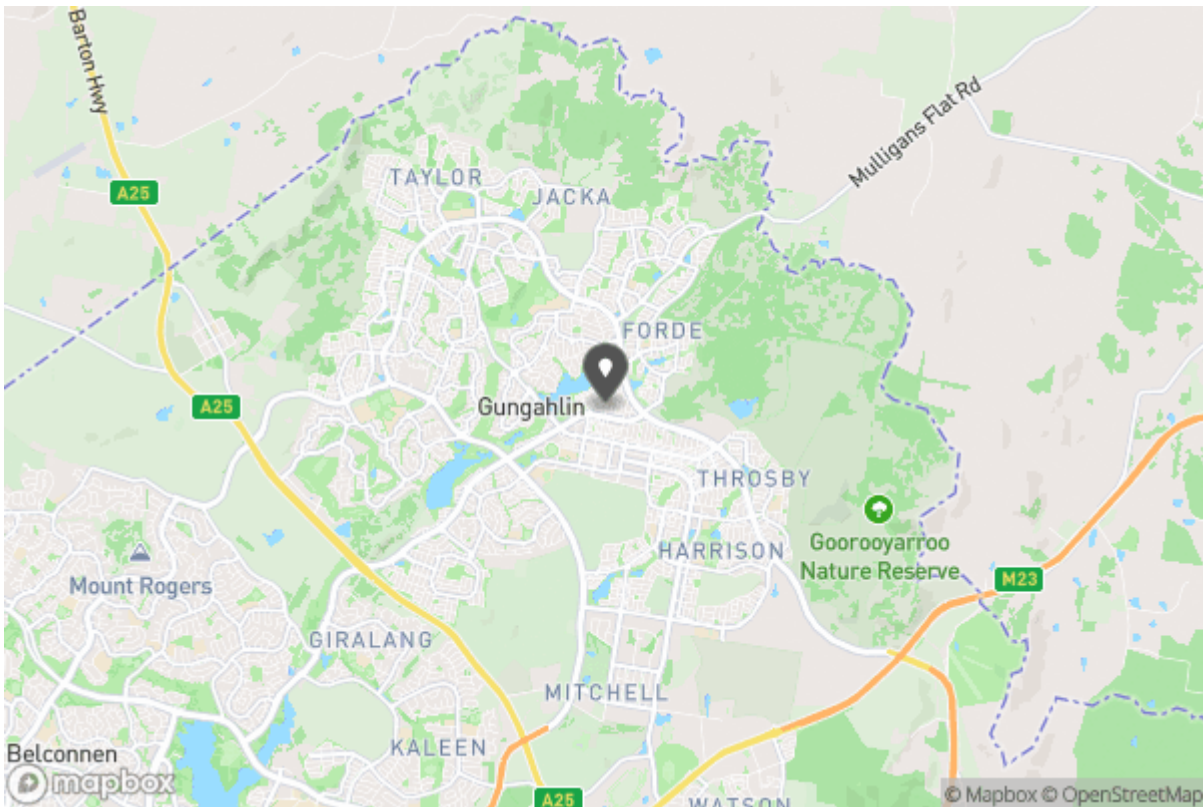 Barton Hwy
Mulligans Flat Rd
TAYLOR
JACKA
A25
FORDE
A25
Gungahlin
THROSBY
Goorooyarroo
Nature Reserve
HARRISON
M23
Mount Rogers
GIRALANG
MITCHELL
KALEEN
Belconnen
mapbox
A25
WATSON
© Mapbox © OpenStreetMap